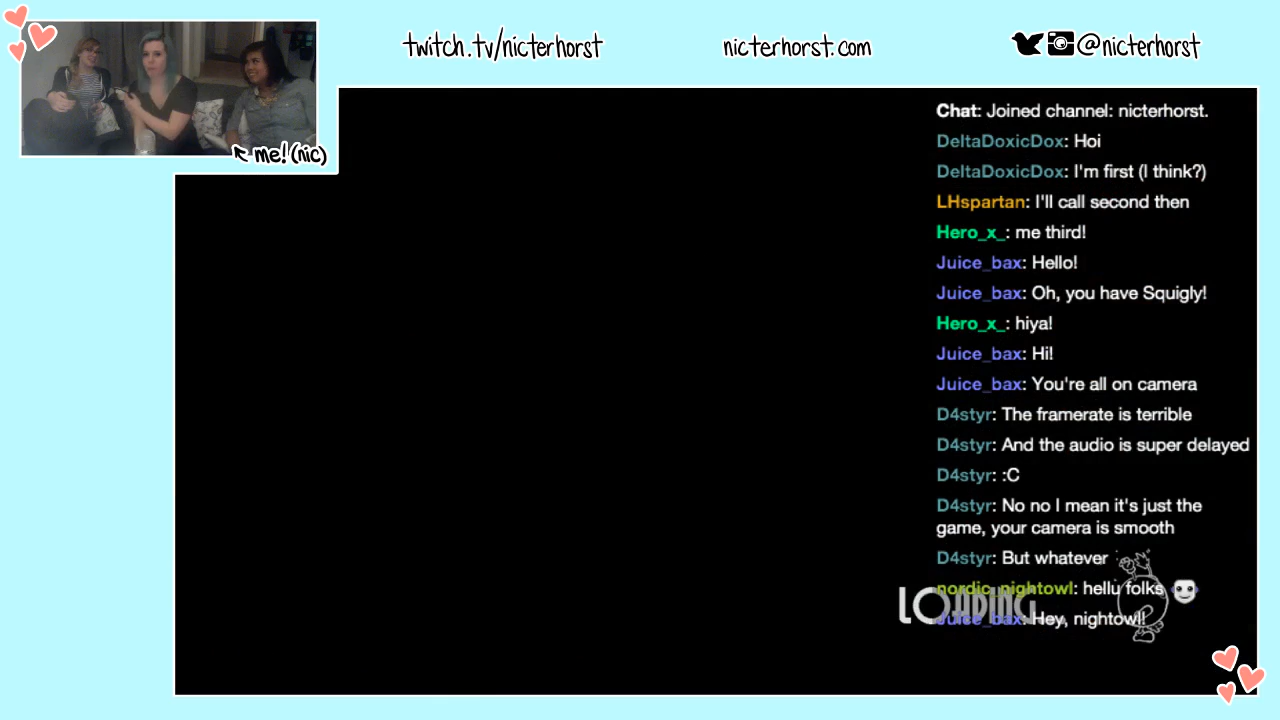 twitch.tv/nicterhorst
nicterhorst.com
@nicterhorst
me! (nic)
Chat: Joined channel: nicterhorst.
DeltaDoxicDox: Hoi
DeltaDoxicDox: I'm first (I think?)
LHspartan: I'll call second then
Hero_x_: me third!
Juice_bax: Hello!
Juice_bax: Oh, you have Squigly!
Hero_x_: hiya!
Juice_bax: Hi!
Juice_bax: You're all on camera
D4styr: The framerate is terrible
D4styr: And the audio is super delayed
D4styr: :C
D4styr: No no I mean it's just the
game, your camera is smooth
D4styr: But whatever
nordic_nightowl: hellu folks
LOADING...
Juice_bax: Hey, nightowl!